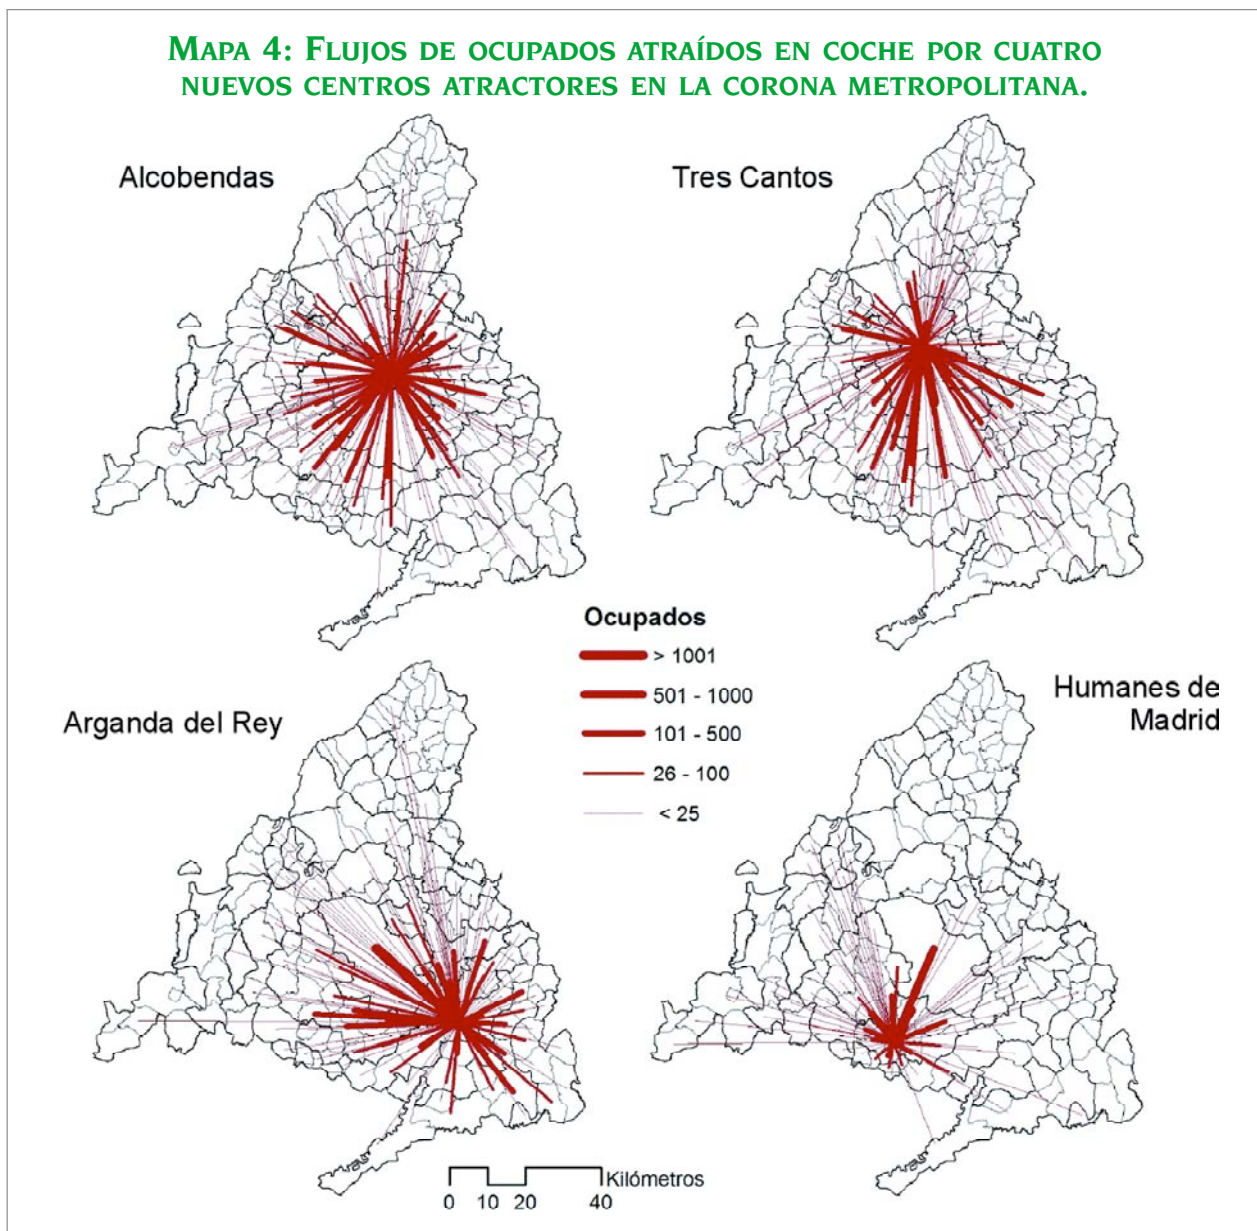 MAPA 4: FLUJOS DE OCUPADOS ATRAÍDOS EN COCHE POR CUATRO
NUEVOS CENTROS ATRACTORES EN LA CORONA METROPOLITANA.
Alcobendas
Tres Cantos
Ocupados
> 1001
501 - 1000
101 - 500
26 - 100
< 25
Arganda del Rey
Humanes de
Madrid
Kilómetros
0 10 20 40